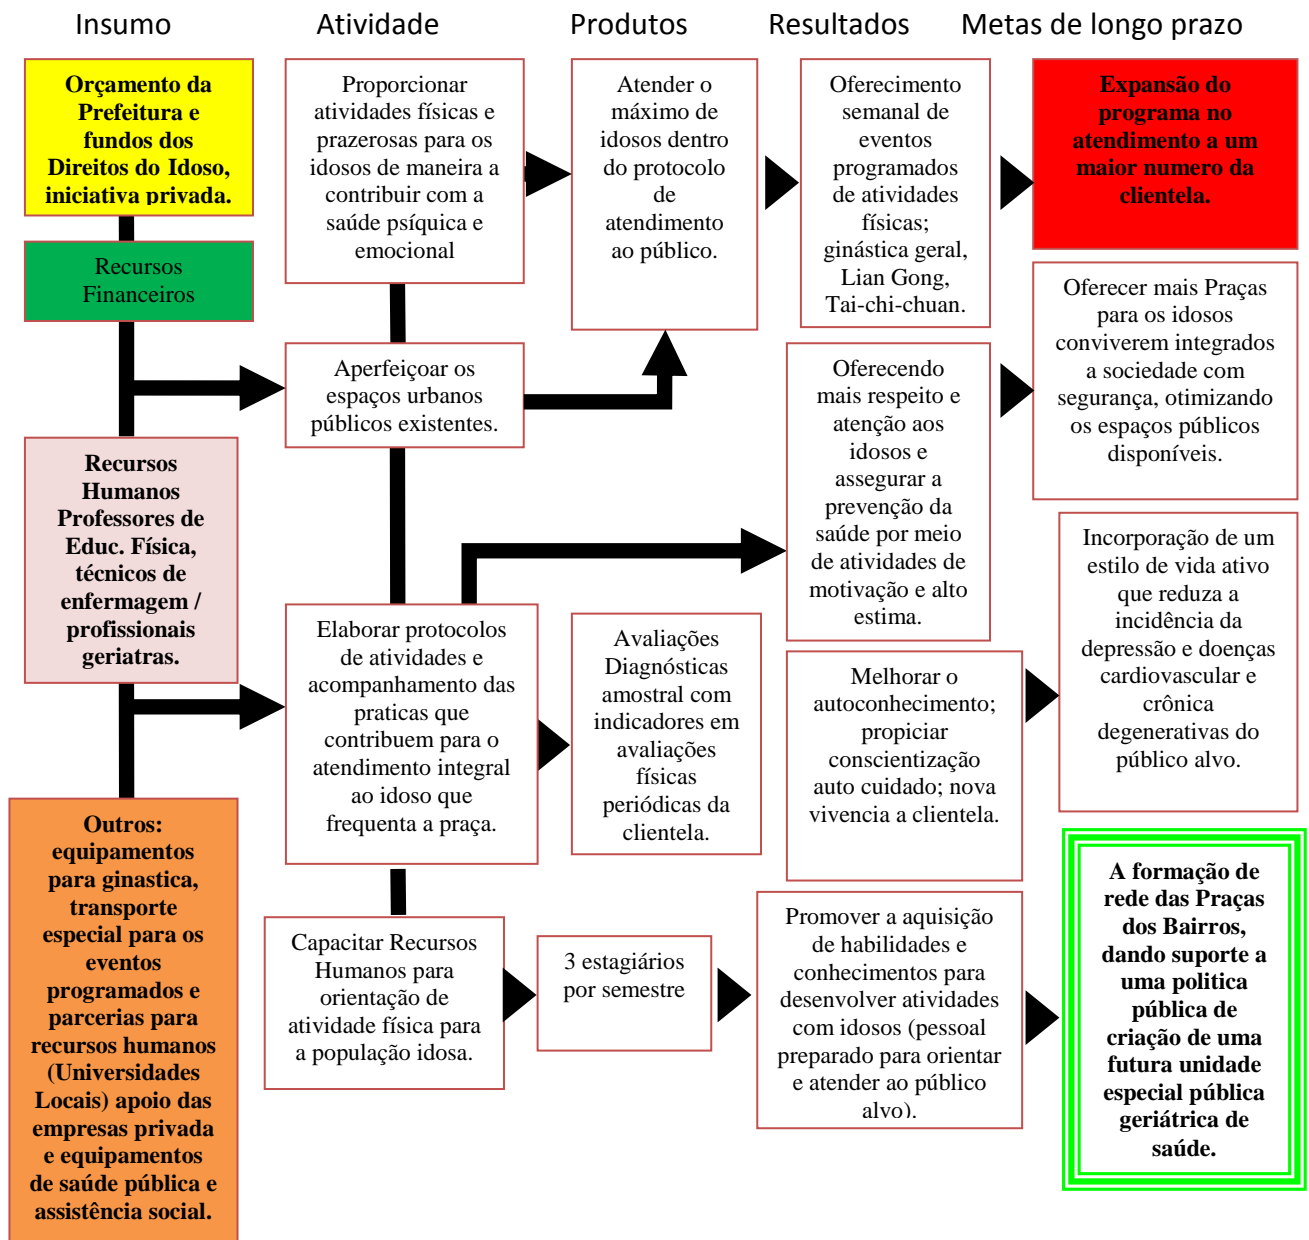 Insumo
Atividade
Produtos
Resultados
Metas de longo prazo
Orçamento da
Prefeitura e
fundos dos
Direitos do Idoso,
iniciativa privada.
Recursos
Financeiros
Recursos
Humanos
Professores de
Educ. Física,
técnicos de
enfermagem /
profissionais
geriatras.
Outros:
equipamentos
para ginastica,
transporte
especial para os
eventos
programados e
parcerias para
recursos humanos
(Universidades
Locais) apoio das
empresas privada
e equipamentos
de saúde pública e
assistência social.
Proporcionar
atividades físicas e
prazerosas para os
idosos de maneira a
contribuir com a
saúde psíquica e
emocional
Aperfeiçoar os
espaços urbanos
públicos existentes.
Elaborar protocolos
de atividades e
acompanhamento das
praticas que
contribuem para o
atendimento integral
ao idoso que
frequenta a praça.
Capacitar Recursos
Humanos para
orientação de
atividade física para
a população idosa.
Atender o
máximo de
idosos dentro
do protocolo
de
atendimento
ao público.
Avaliações
Diagnósticas
amostral com
indicadores em
avaliações
físicas
periódicas da
clientela.
3 estagiários
por semestre
Oferecimento
semanal de
eventos
programados
de atividades
físicas;
ginástica geral,
Lian Gong,
Tai-chi-chuan.
Oferecendo
mais respeito e
atenção aos
idosos e
assegurar a
prevenção da
saúde por meio
de atividades de
motivação e alto
estima.
Melhorar o
autoconhecimento;
propiciar
conscientização
auto cuidado; nova
vivencia a clientela.
Promover a aquisição
de habilidades e
conhecimentos para
desenvolver atividades
com idosos (pessoal
preparado para orientar
e atender ao público
alvo).
Expansão do
programa no
atendimento a um
maior numero da
clientela.
Oferecer mais Praças
para os idosos
conviverem integrados
a sociedade com
segurança, otimizando
os espaços públicos
disponíveis.
Incorporação de um
estilo de vida ativo
que reduza a
incidência da
depressão e doenças
cardiovascular e
crônica
degenerativas do
público alvo.
A formação de
rede das Praças
dos Bairros,
dando suporte a
uma politica
pública de
criação de uma
futura unidade
especial pública
geriátrica de
saúde.